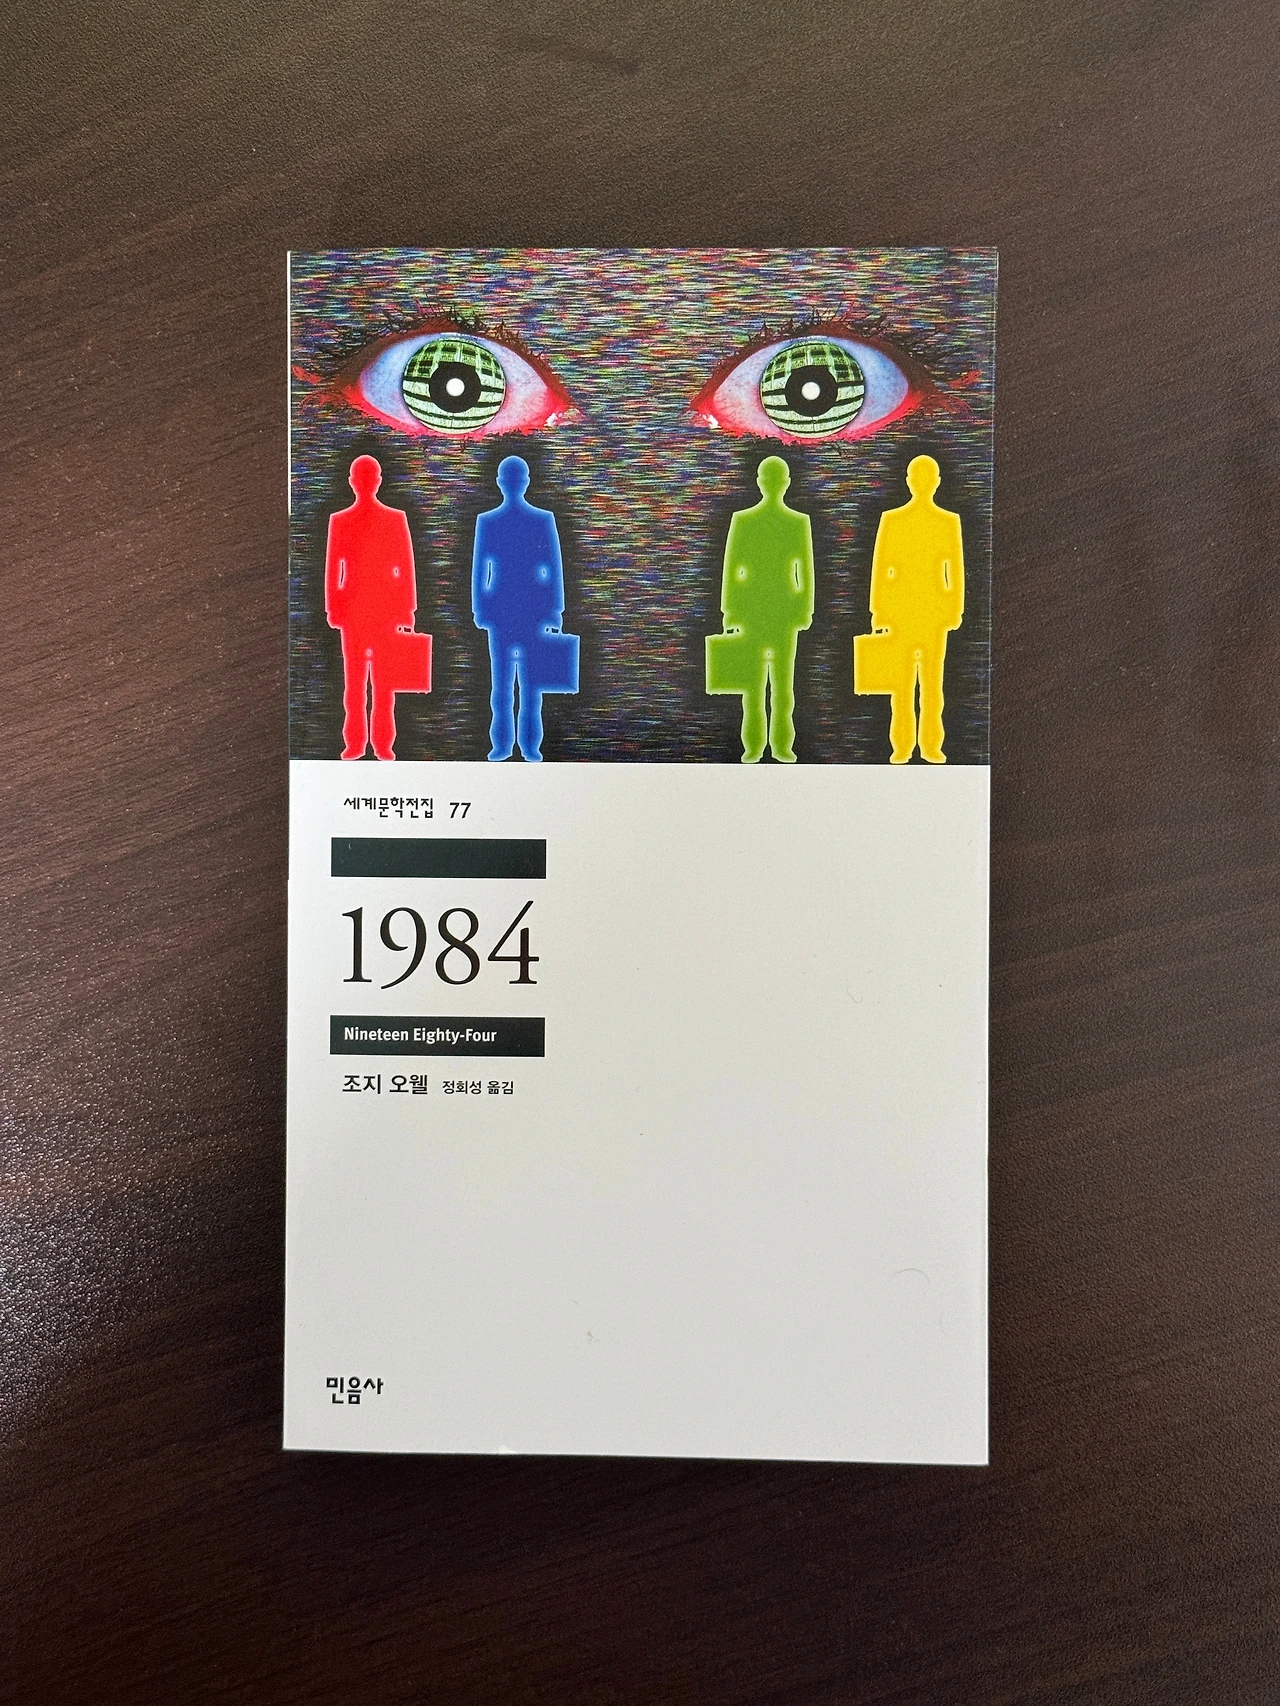 세계문학전집 77
1984
Nineteen Eighty-Four
조지 오웰 정회성 옮김
민음사